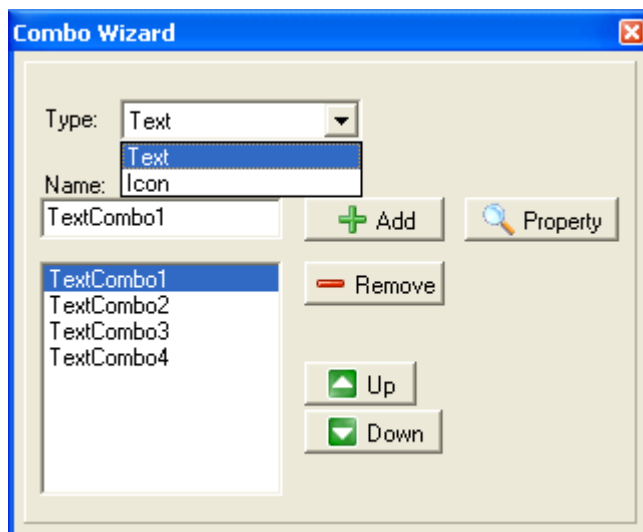 Combo Wizard
Type: Text
Text
Icon
Name:
TextCombo1
Add
Property
TextCombo1
TextCombo2
TextCombo3
TextCombo4
Remove
Up
Down